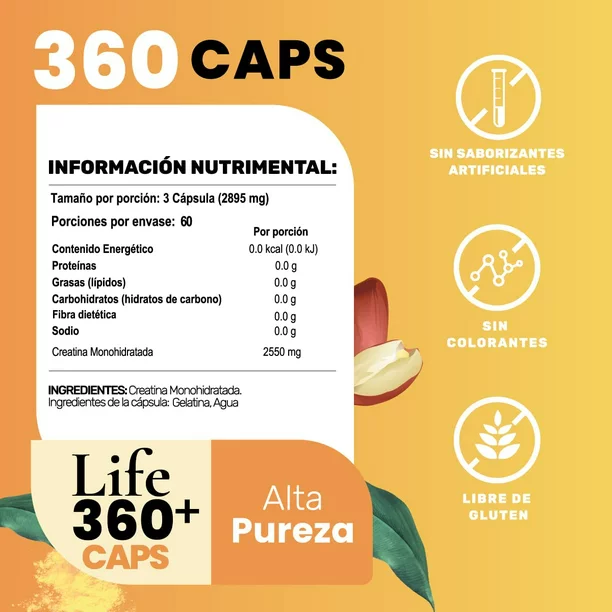 360 CAPS
INFORMACIÓN NUTRIMENTAL:
Tamaño por porción: 3 Cápsula (2895 mg)
Porciones por envase: 60
Por porción
Contenido Energético 0.0 kcal (0.0 kJ)
Proteínas 0.0 g
Grasas (lípidos) 0.0 g
Carbohidratos (hidratos de carbono) 0.0 g
Fibra dietética 0.0 g
Sodio 0.0 g
Creatina Monohidratada 2550 mg
INGREDIENTES: Creatina Monohidratada.
Ingredientes de la cápsula: Gelatina, Agua
Life
360+
CAPS
Alta
Pureza
SIN SABORIZANTES
ARTIFICIALES
SIN
COLORANTES
LIBRE DE
GLUTEN